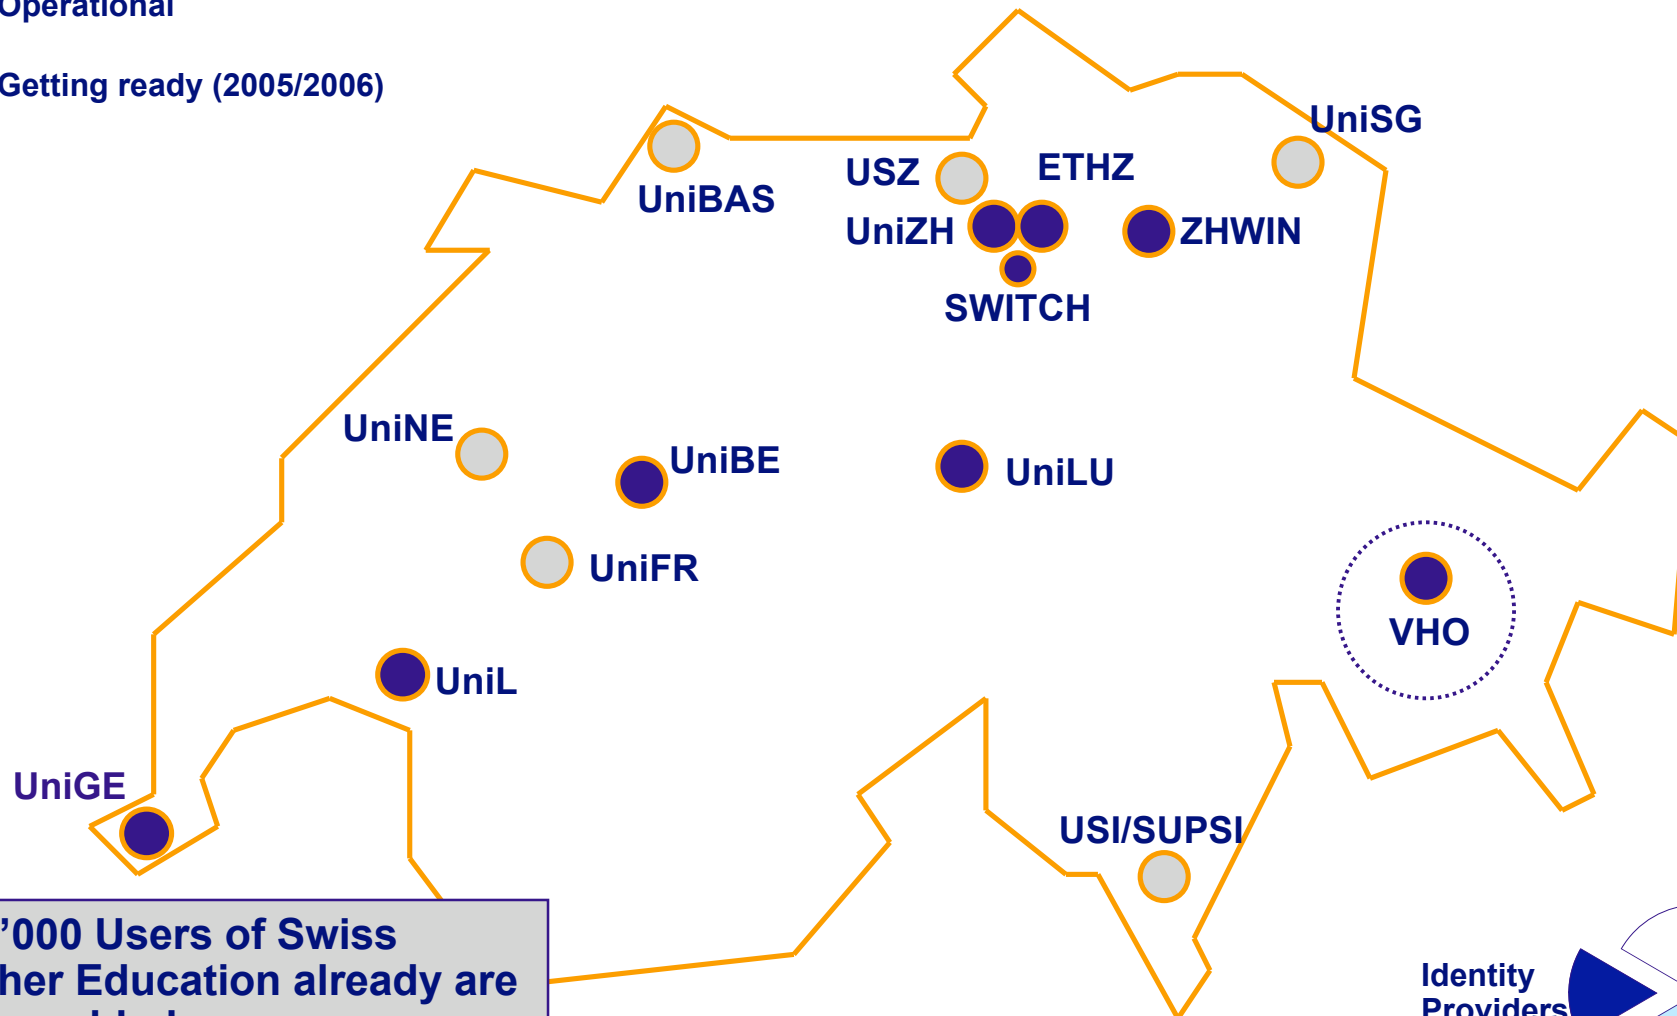 Operational
Getting ready (2005/2006)
UniSG
USZ
ETHZ
UniBAS
UniZH
ZHWIN
SWITCH
UniNE
UniBE
UniLU
UniFR
VHO
UniL
UniGE
USI/SUPSI
’000 Users of Swiss
her Education already are
Identity
Providers